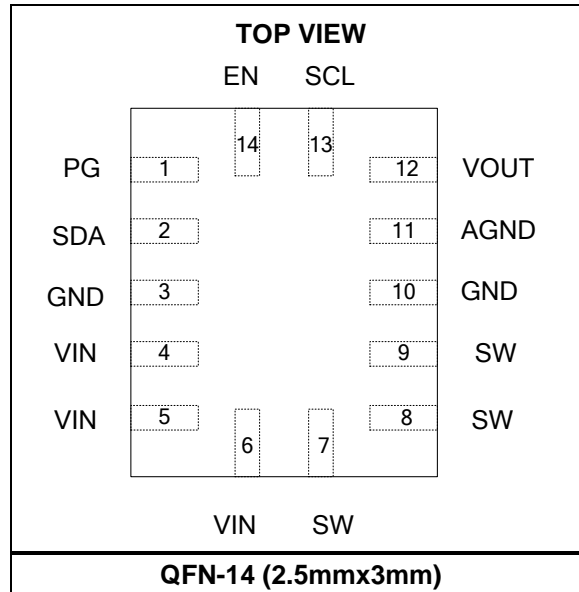 TOP VIEW
EN SCL
14 13
PG 1 12 VOUT
SDA 2 11 AGND
GND 3 10 GND
VIN 4 9 SW
VIN 5 8 SW
6 7
VIN SW
QFN-14 (2.5mmx3mm)